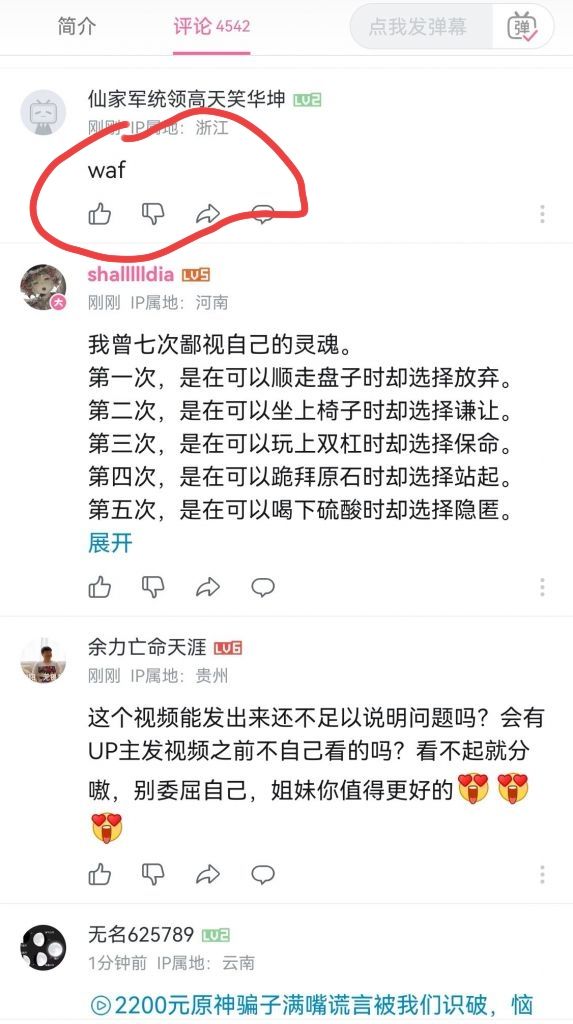 简介
评论 4542
点我发弹幕
弹
仙家军统领高天笑华坤 LV2
刚刚 IP属地：浙江
waf
shallllldia LV5
大
刚刚 IP属地：河南
我曾七次鄙视自己的灵魂。
第一次，是在可以顺走盘子时却选择放弃。
第二次，是在可以坐上椅子时却选择谦让。
第三次，是在可以玩上双杠时却选择保命。
第四次，是在可以跪拜原石时却选择站起。
第五次，是在可以喝下硫酸时却选择隐匿。
展开
余力亡命天涯 LV6
刚刚 IP属地：贵州
这个视频能发出来还不足以说明问题吗？会有
UP主发视频之前不自己看的吗？看不起就分
嗷，别委屈自己，姐妹你值得更好的
无名625789 LV2
1分钟前 IP属地：云南
2200元原神骗子满嘴谎言被我们识破，恼